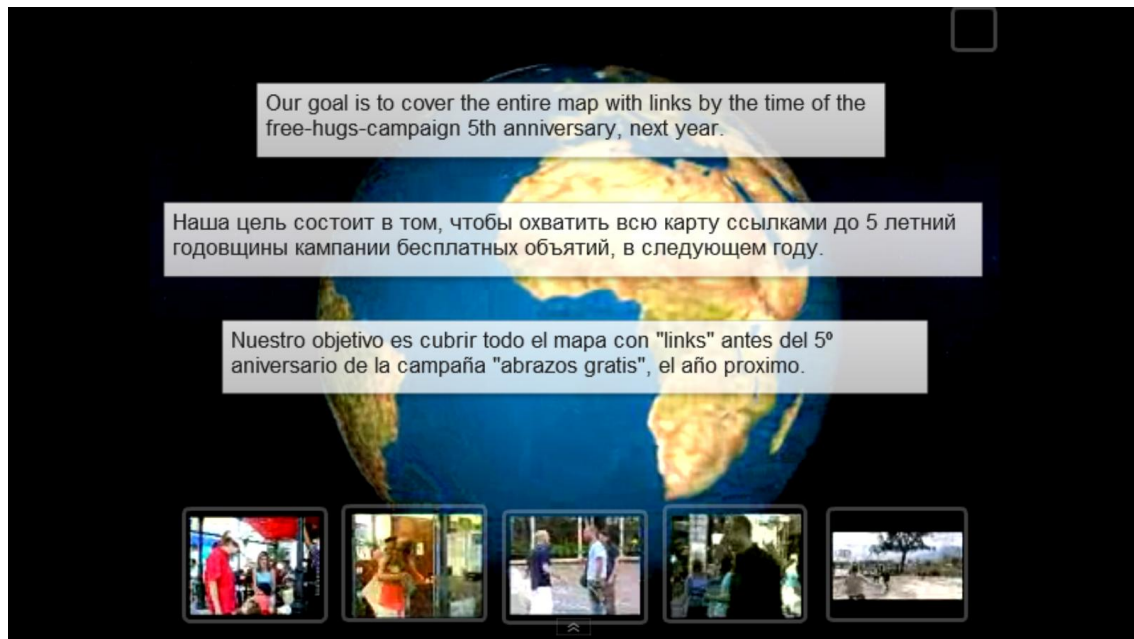 Our goal is to cover the entire map with links by the time of the
free-hugs-campaign 5th anniversary, next year.
Наша цель состоит в том, чтобы охватить всю карту ссылками до 5 летний
годовщины кампании бесплатных объятий, в следующем году.
Nuestro objetivo es cubrir todo el mapa con "links" antes del 5º
aniversario de la campaña "abrazos gratis", el año proximo.